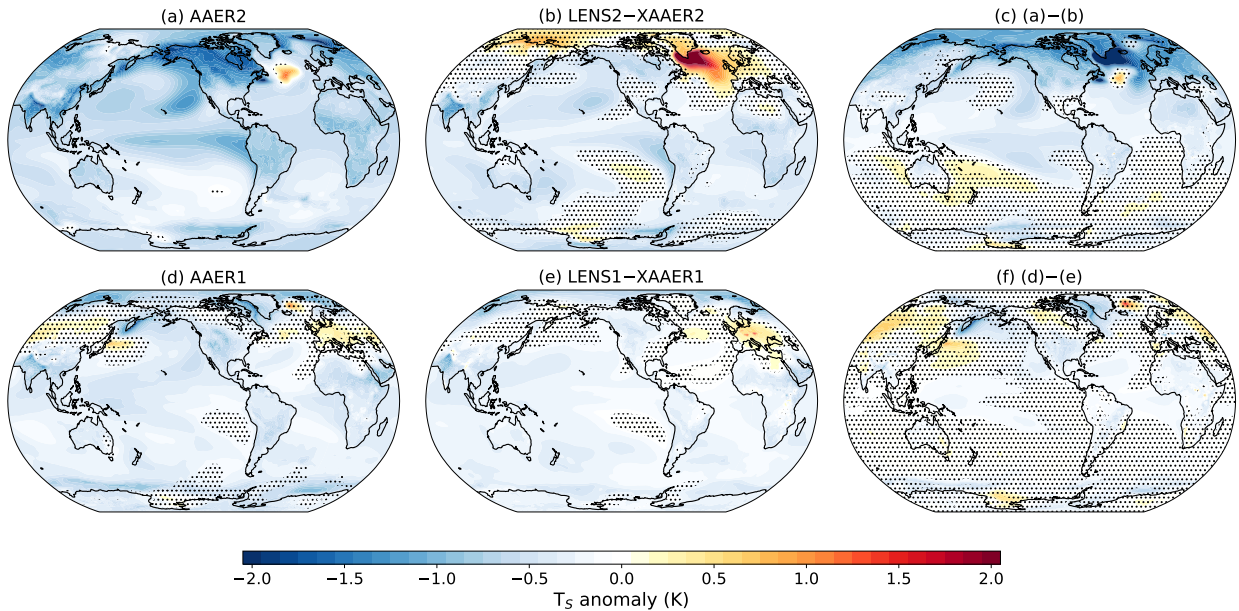 (a) AAER2
(b) LENS2−XAAER2
(c) (a)−(b)
(d) AAER1
(e) LENS1−XAAER1
(f) (d)−(e)
−2.0 −1.5 −1.0 −0.5 0.0 0.5 1.0 1.5 2.0
T_S anomaly (K)